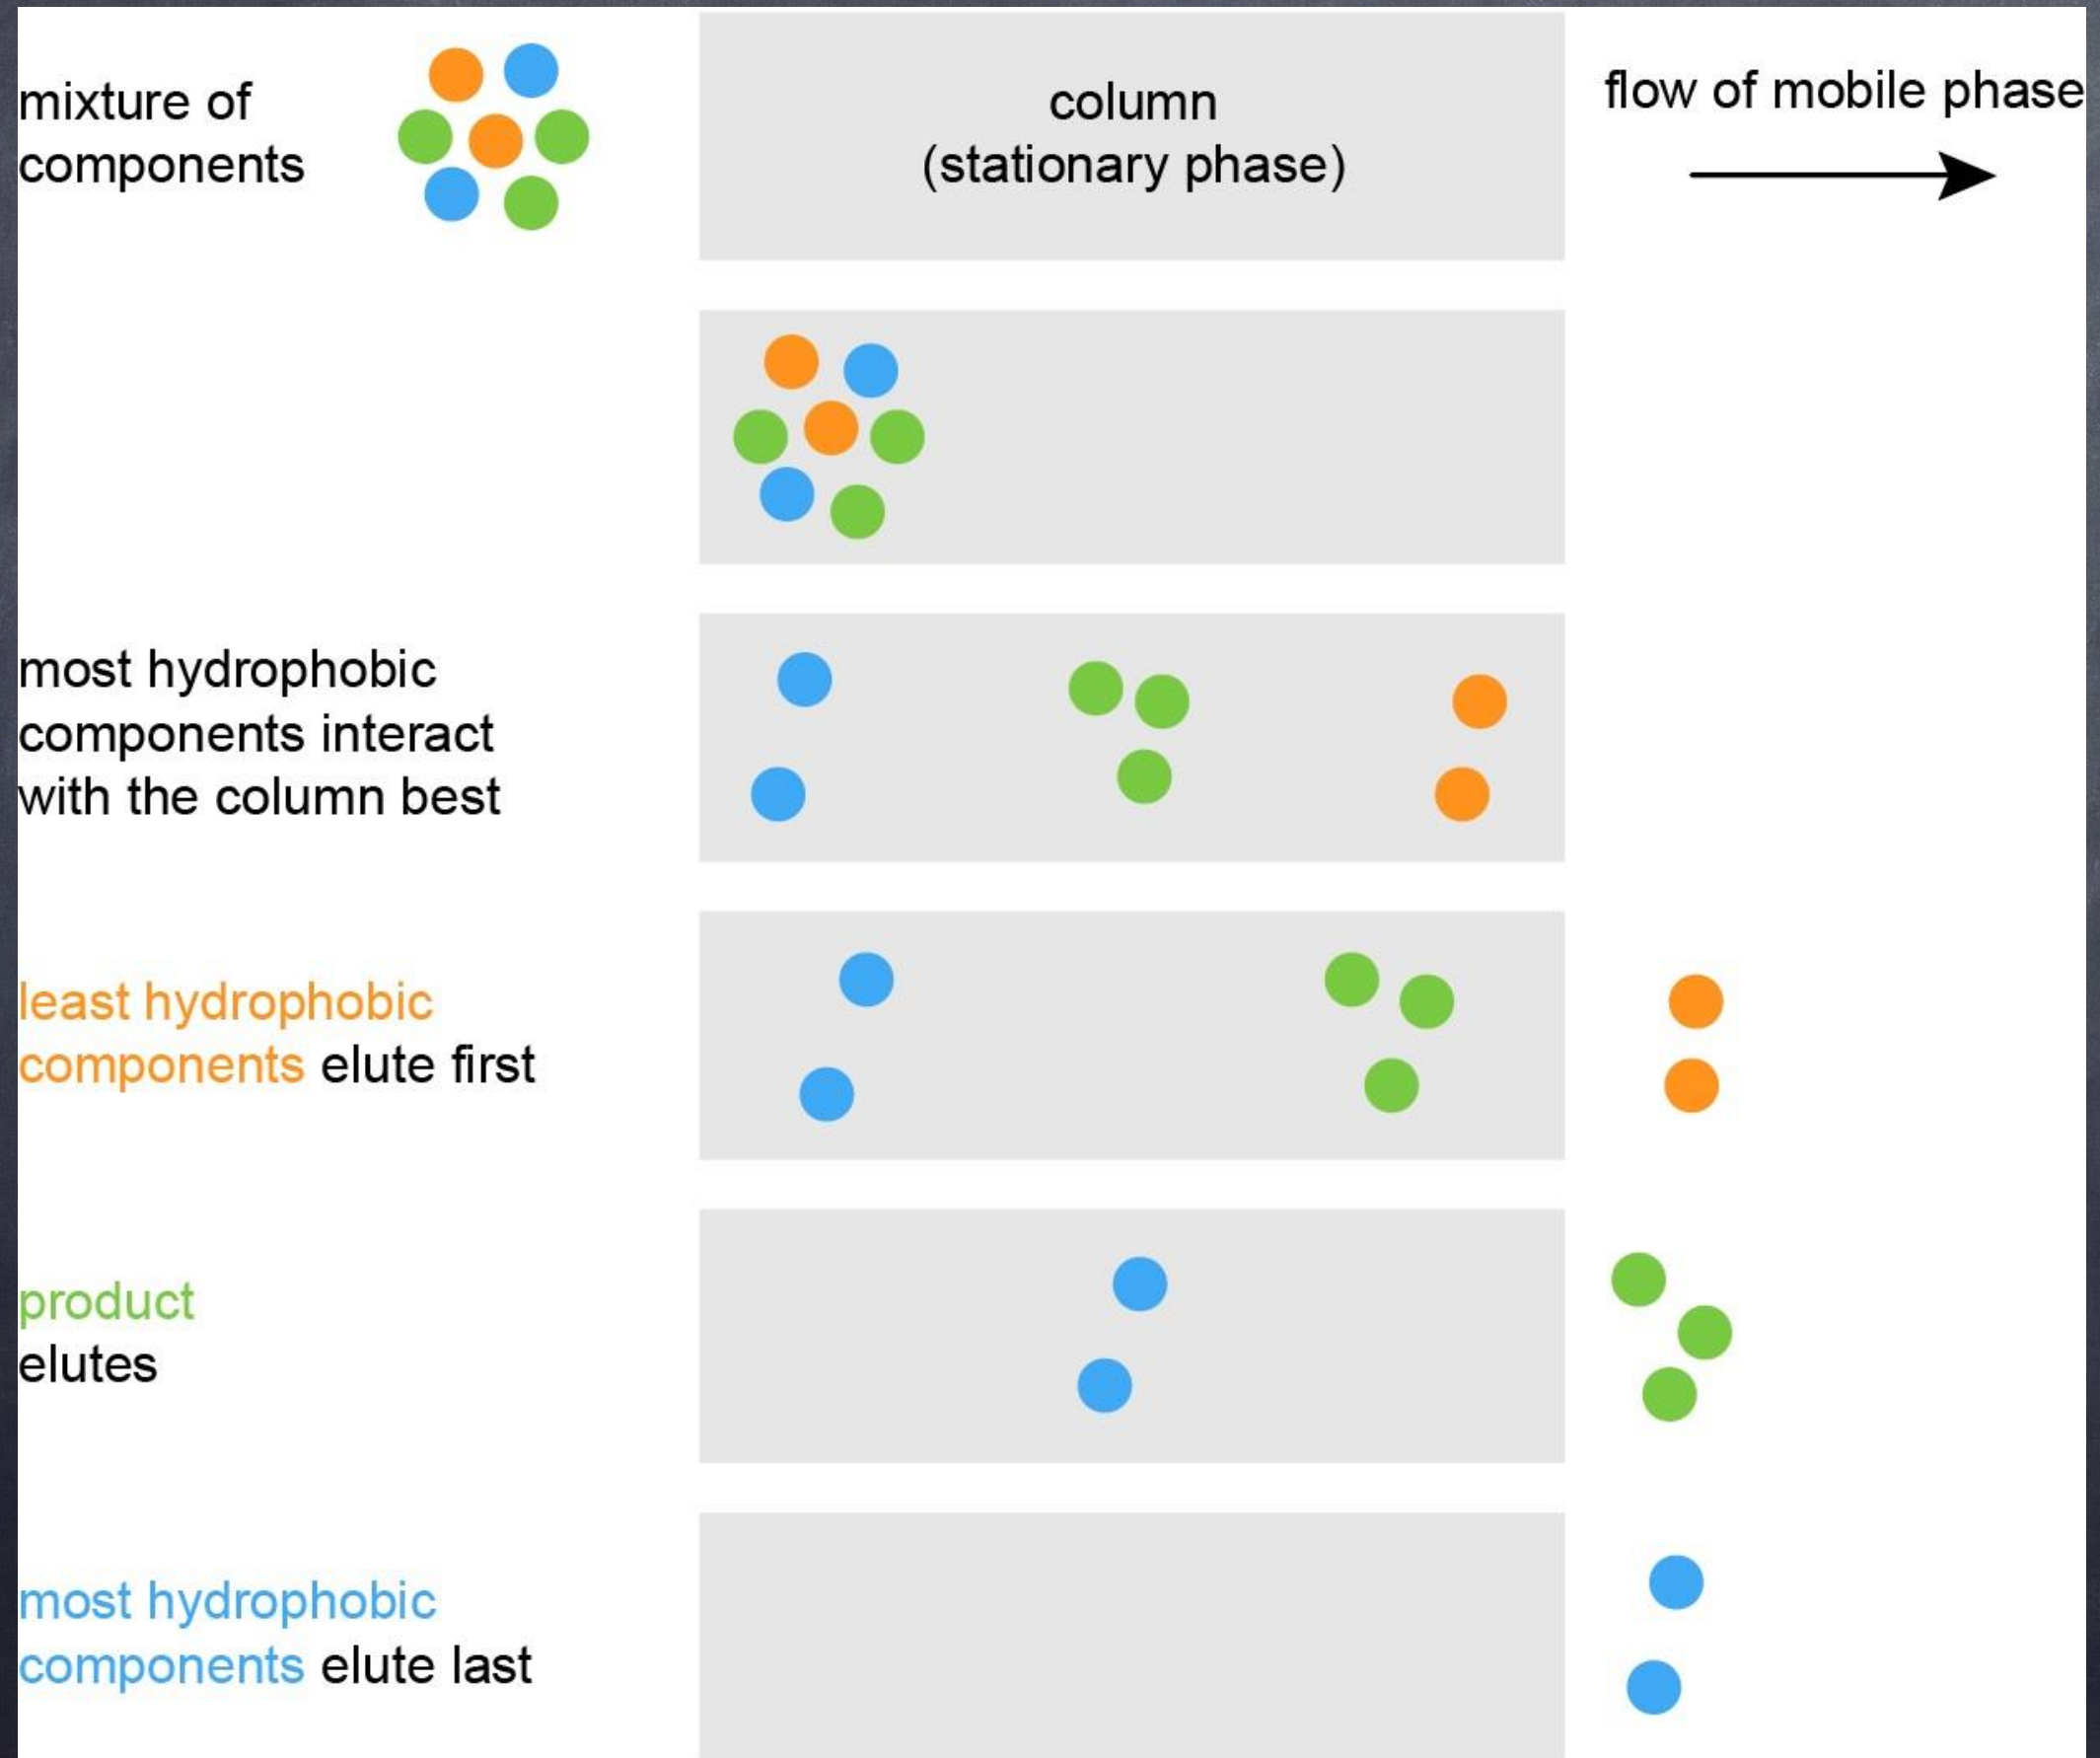 mixture of
components
column
(stationary phase)
flow of mobile phase
most hydrophobic
components interact
with the column best
least hydrophobic
components elute first
product
elutes
most hydrophobic
components elute last